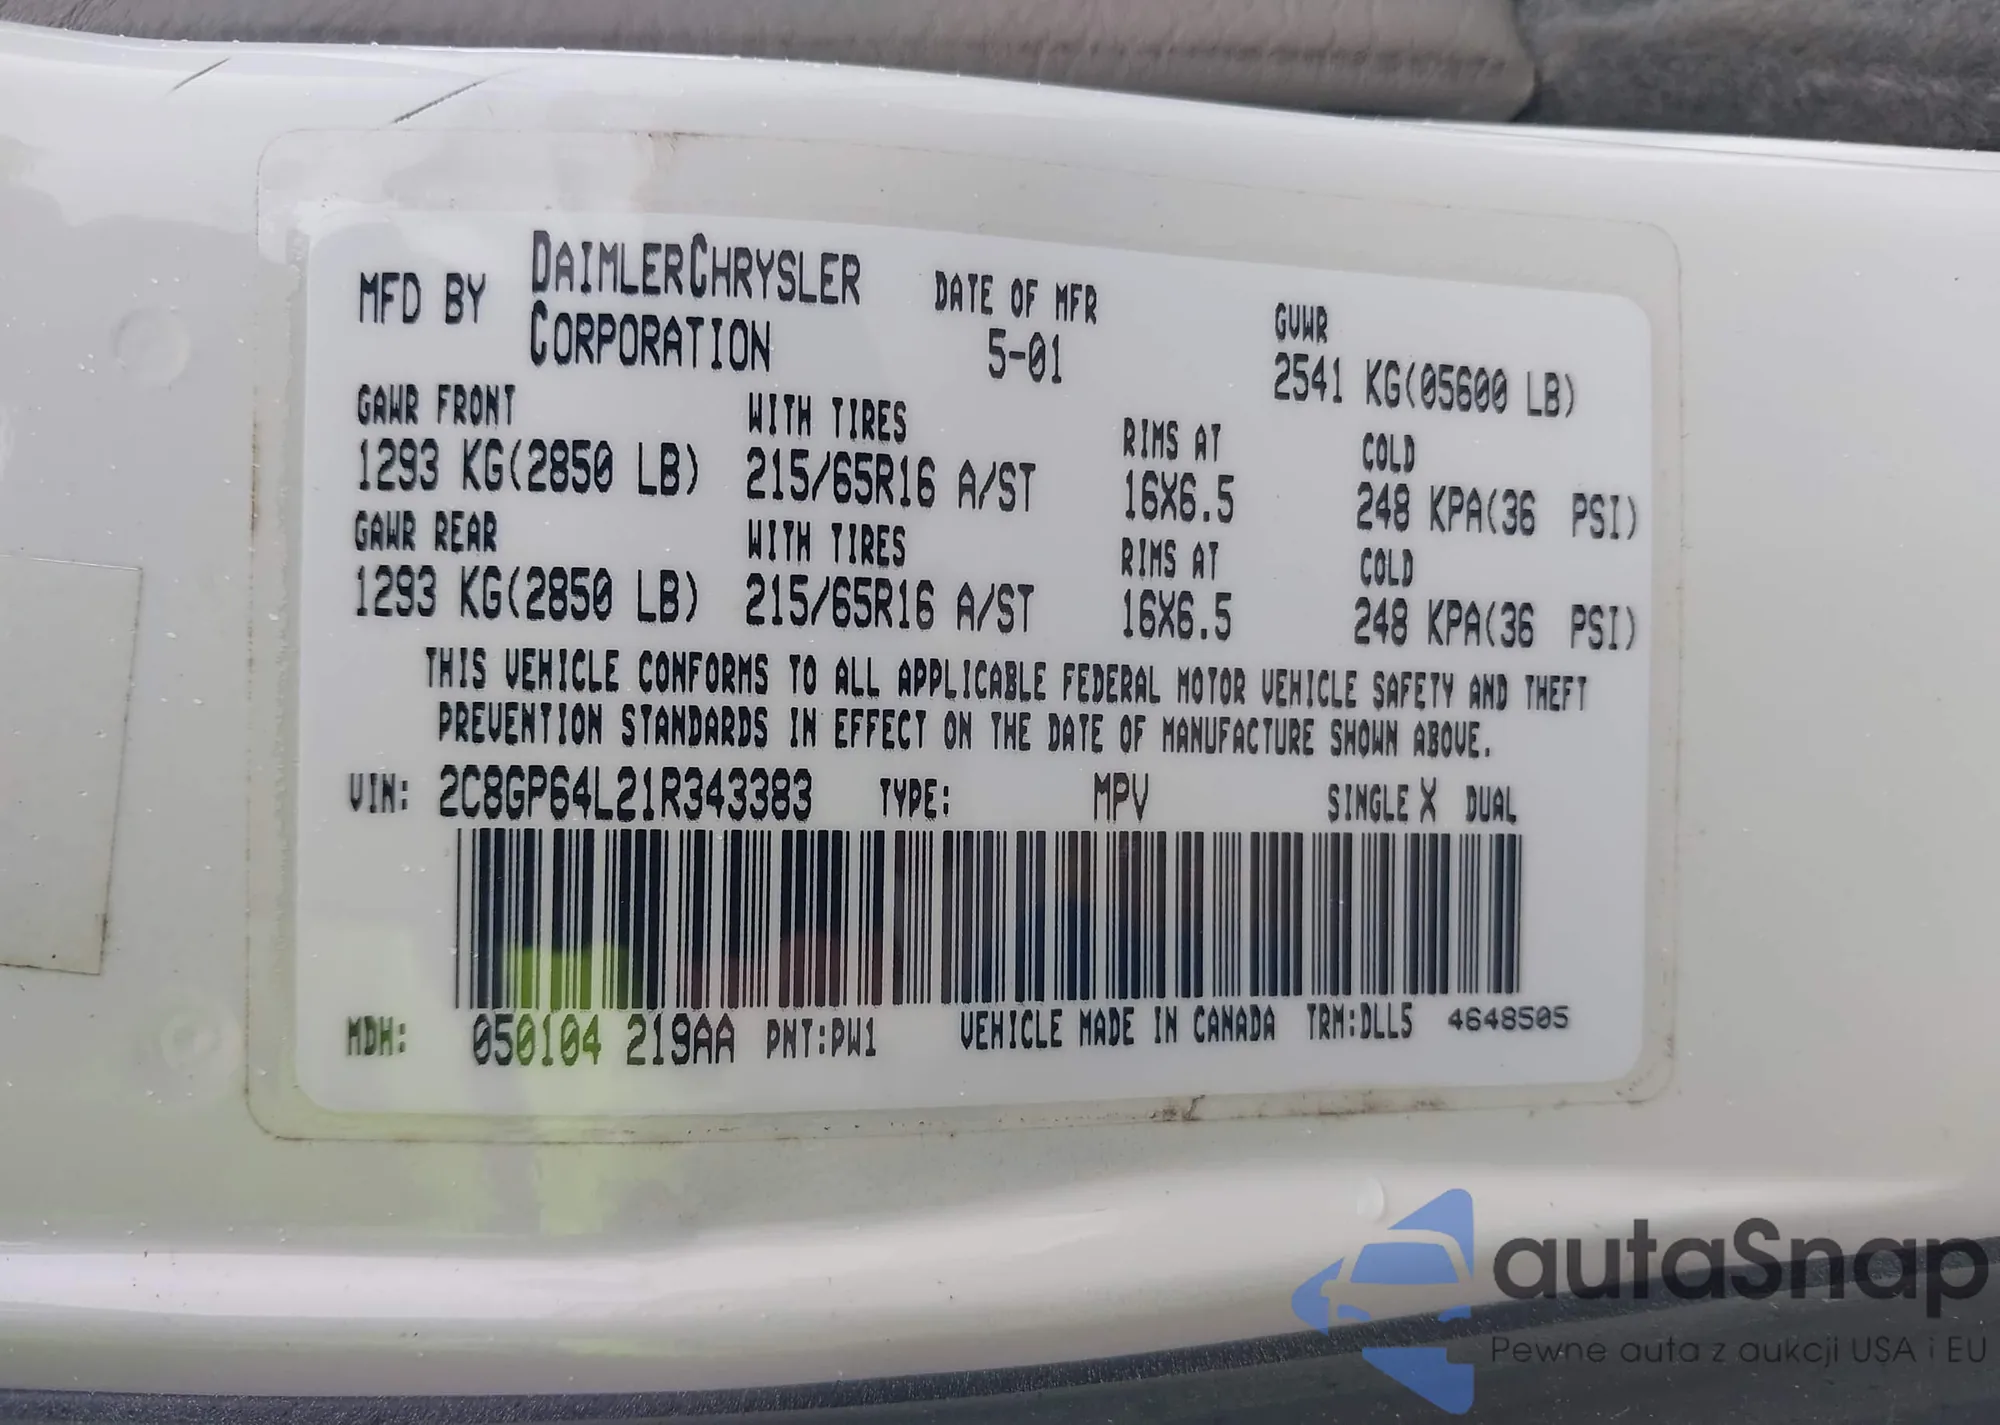 MFD BY DAIMLERCHRYSLER CORPORATION
DATE OF MFR
5-01
GVWR
2541 KG(05600 LB)
GAWR FRONT WITH TIRES RIMS AT COLD
1293 KG(2850 LB) 215/65R16 A/ST 16X6.5 248 KPA(36 PSI)
GAWR REAR WITH TIRES RIMS AT COLD
1293 KG(2850 LB) 215/65R16 A/ST 16X6.5 248 KPA(36 PSI)
THIS VEHICLE CONFORMS TO ALL APPLICABLE FEDERAL MOTOR VEHICLE SAFETY AND THEFT
PREVENTION STANDARDS IN EFFECT ON THE DATE OF MANUFACTURE SHOWN ABOVE.
VIN: 2C8GP64L21R343383 TYPE: MPV SINGLE X DUAL
MDH: 050104 219AA PNT:PW1 VEHICLE MADE IN CANADA TRM:DLL5 4648505
autoSnap
Pewne auta z aukcji USA i EU